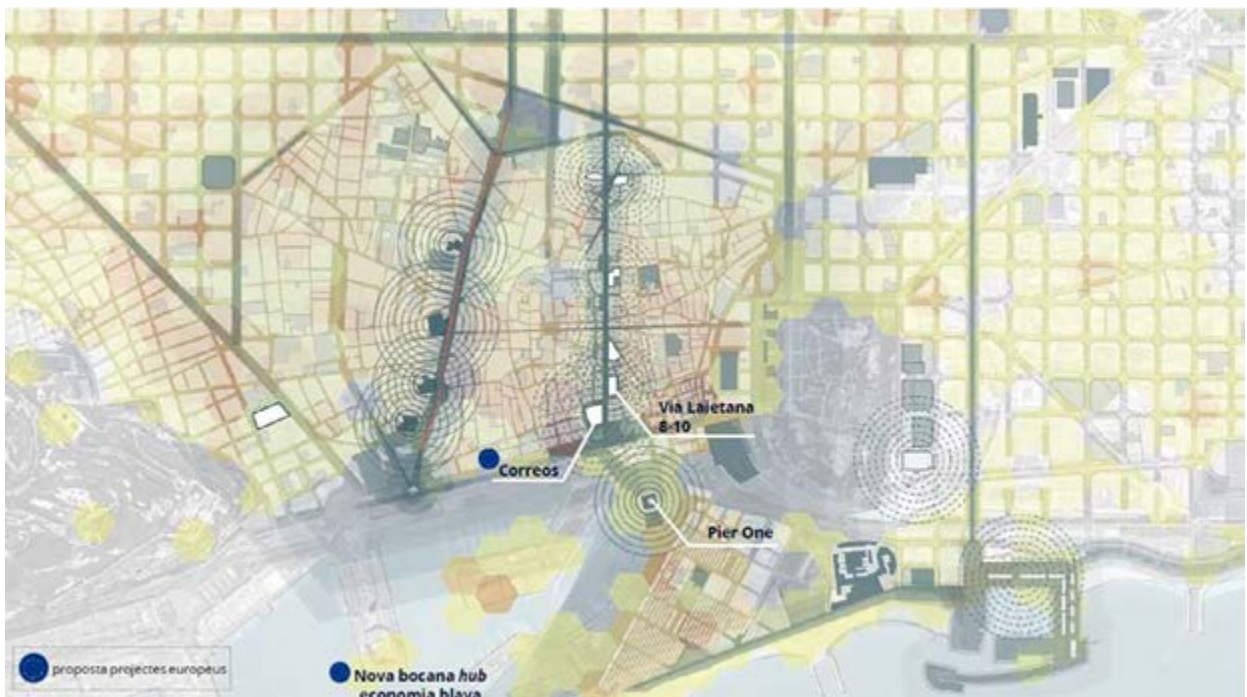 Via Laietana
8-10
Correos
Pier One
proposta projectes europeus
Nova bocana hub
economia blava